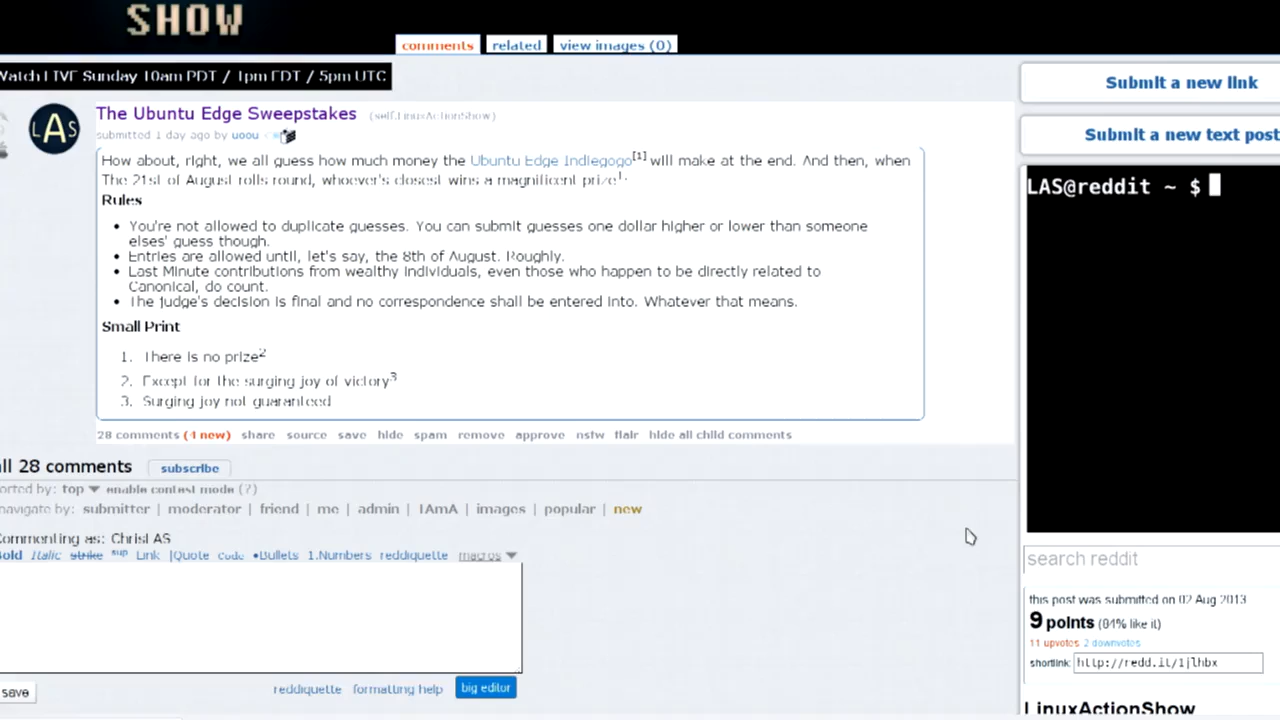 SHOW
comments related view images (0)
Watch LIVE Sunday 10am PDT / 1pm EDT / 5pm UTC
Submit a new link
LAS
The Ubuntu Edge Sweepstakes (self.LinuxActionShow)
submitted 1 day ago by uoou
Submit a new text post
How about, right, we all guess how much money the Ubuntu Edge Indiegogo[1] will make at the end. And then, when
The 21st of August rolls round, whoever's closest wins a magnificent prize1.
LAS@reddit ~ $
Rules
• You're not allowed to duplicate guesses. You can submit guesses one dollar higher or lower than someone
elses' guess though.
• Entries are allowed until, let's say, the 8th of August. Roughly.
• Last Minute contributions from wealthy individuals, even those who happen to be directly related to
Canonical, do count.
• The judge's decision is final and no correspondence shall be entered into. Whatever that means.
Small Print
1. There is no prize2
2. Except for the surging joy of victory3
3. Surging joy not guaranteed
28 comments (4 new) share source save hide spam remove approve nsfw flair hide all child comments
all 28 comments subscribe
sorted by: top enable contest mode (?)
navigate by: submitter | moderator | friend | me | admin | IAmA | images | popular | new
Commenting as: ChrisLAS
Bold Italic strike sup Link |Quote Code •Bullets 1.Numbers reddiquette macros
search reddit
this post was submitted on 02 Aug 2013
9 points (84% like it)
11 upvotes 2 downvotes
shortlink: http://redd.it/1jlhbx
save
reddiquette formatting help big editor
LinuxActionShow